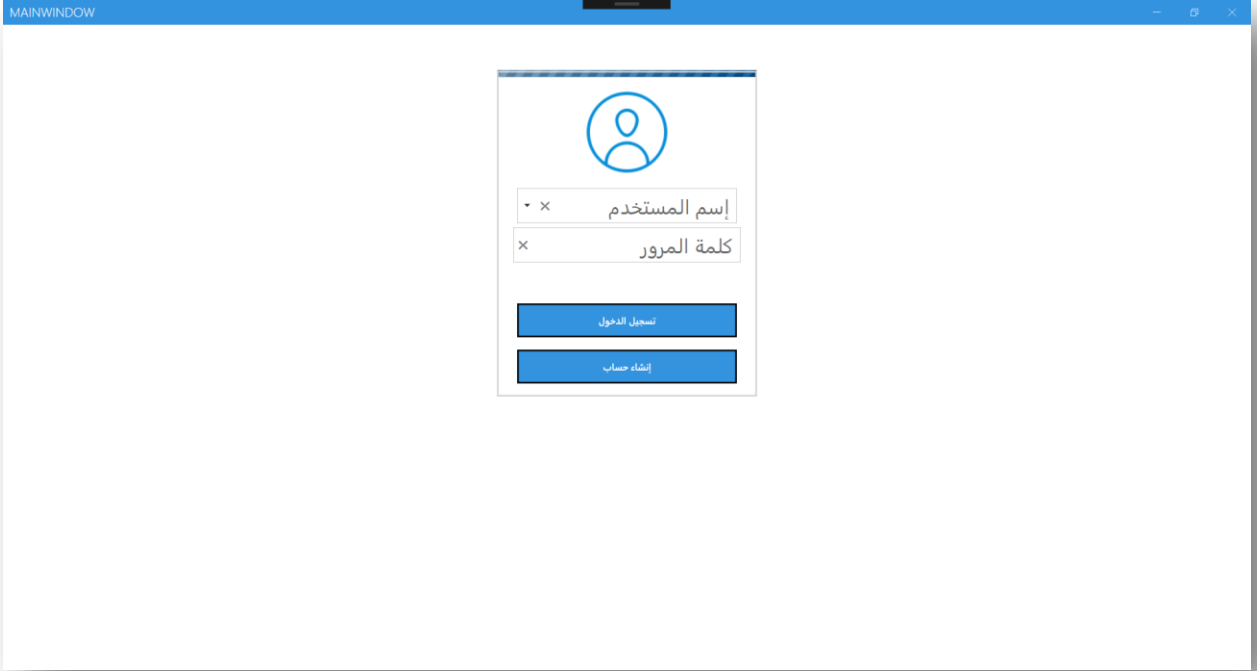 MAINWINDOW
إسم المستخدم
كلمة المرور
تسجيل الدخول
إنشاء حساب